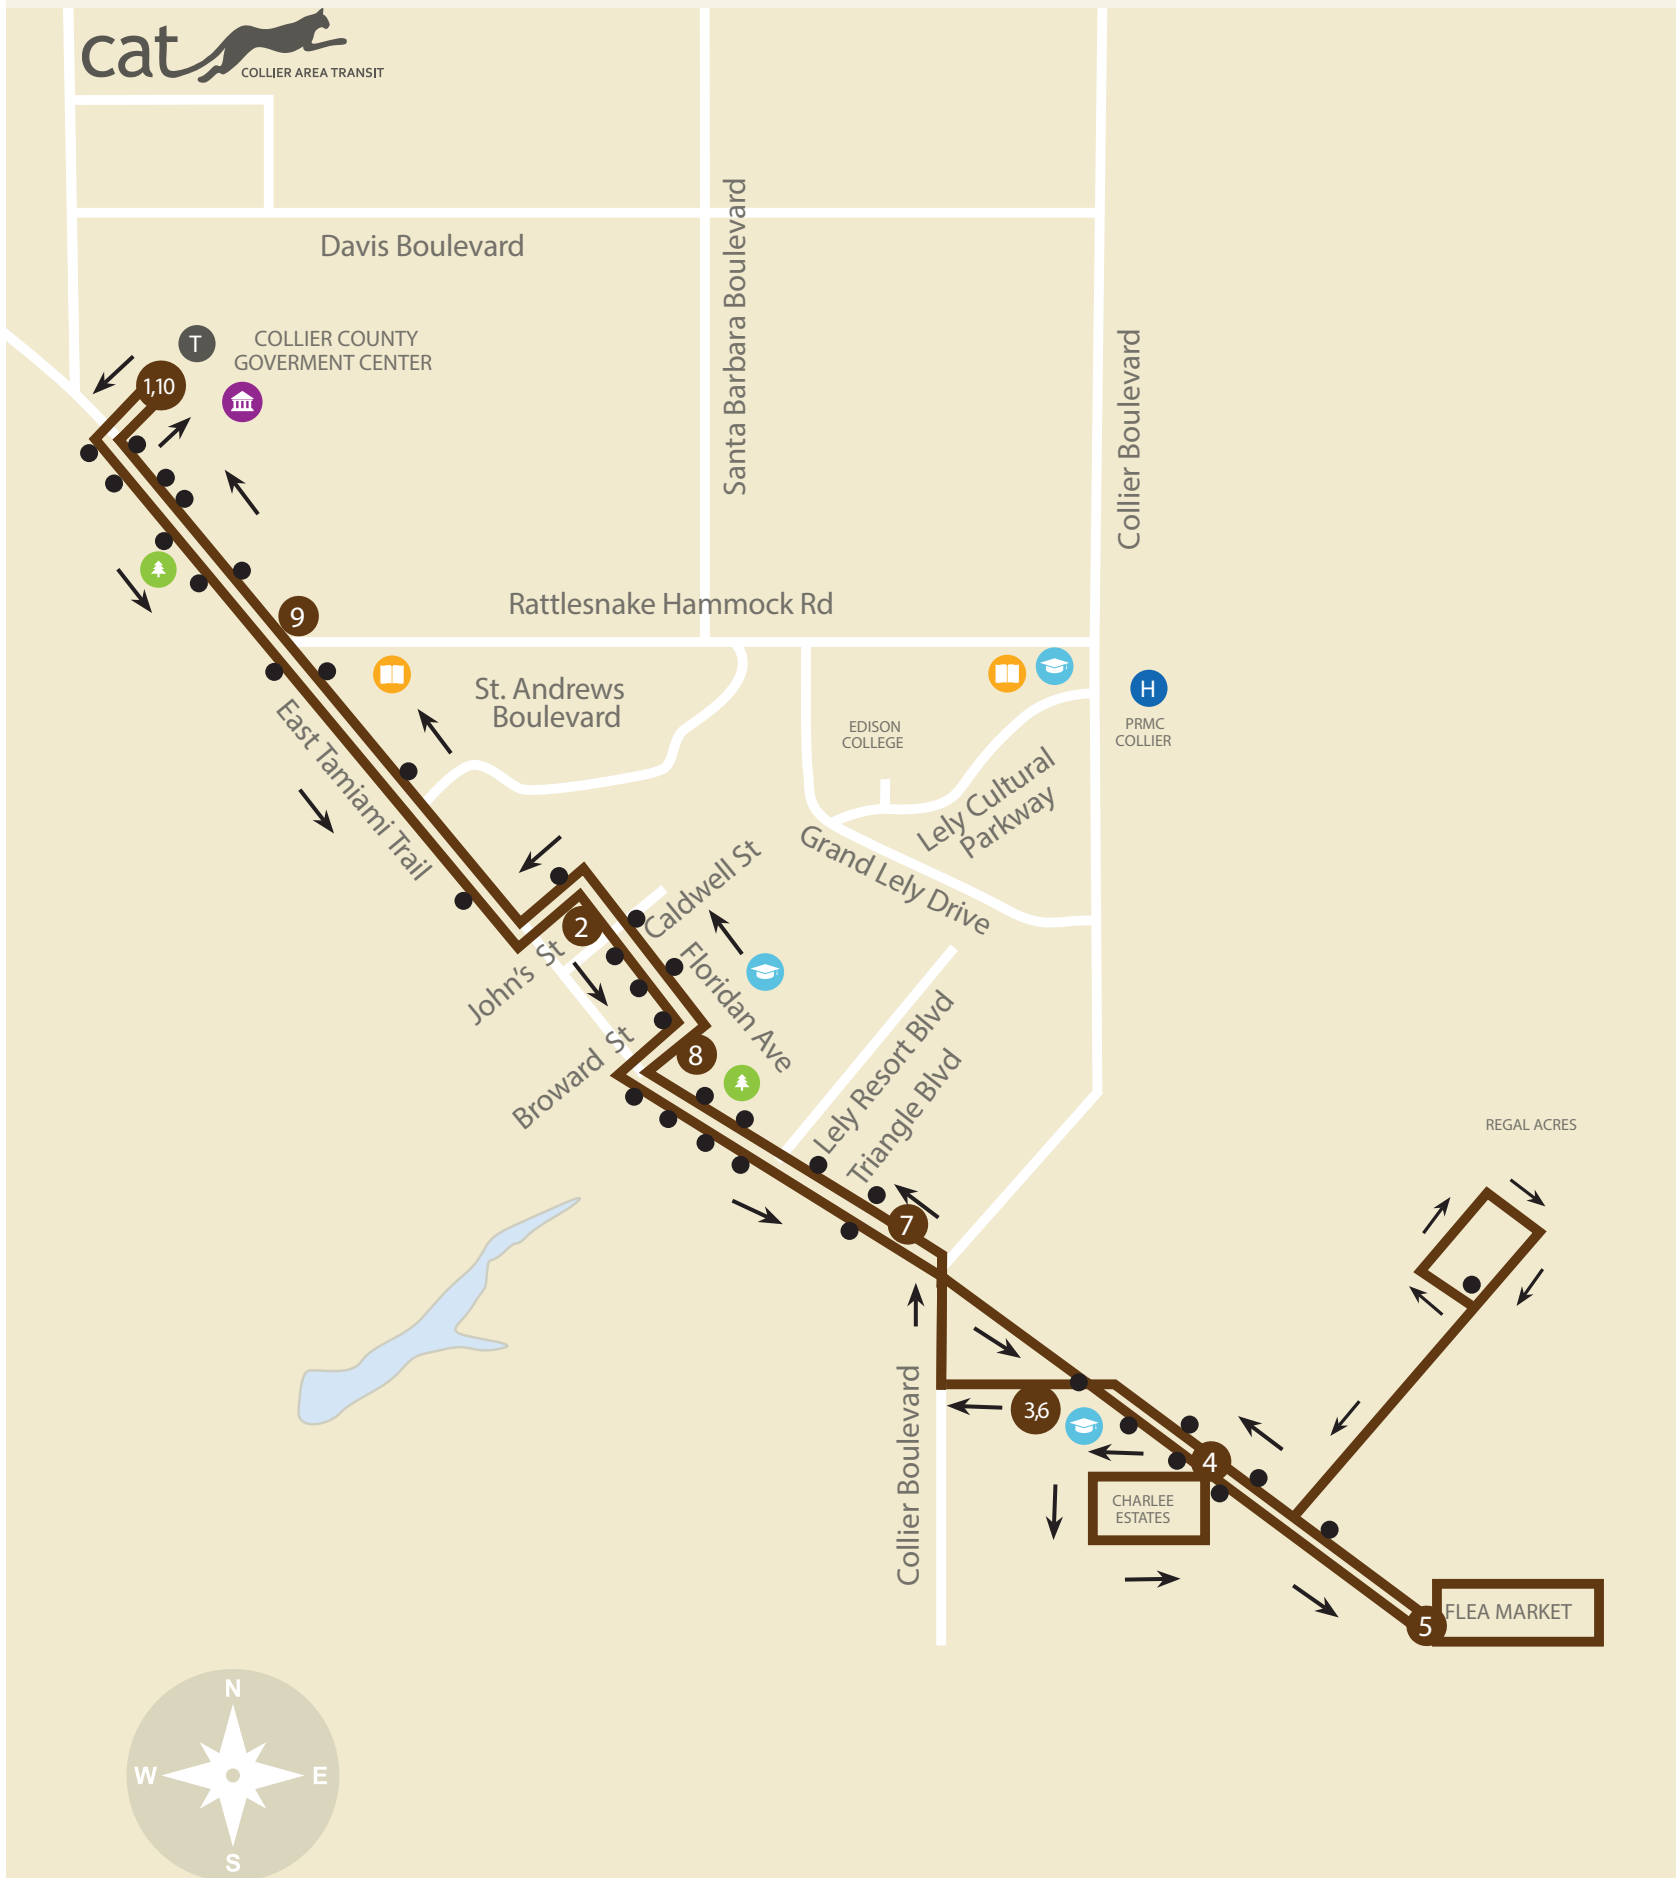 cat
COLLIER AREA TRANSIT
Davis Boulevard
Santa Barbara Boulevard
Collier Boulevard
T
COLLIER COUNTY
GOVERMENT CENTER
1,10
9
Rattlesnake Hammock Rd
St. Andrews
Boulevard
EDISON
COLLEGE
H
PRMC
COLLIER
East Tamiami Trail
Lely Cultural
Parkway
Grand Lely Drive
Caldwell St
2
John's St
Floridan Ave
Broward St
8
Lely Resort Blvd
Triangle Blvd
7
REGAL ACRES
Collier Boulevard
3,6
4
CHARLEE
ESTATES
5
FLEA MARKET
N
W
E
S